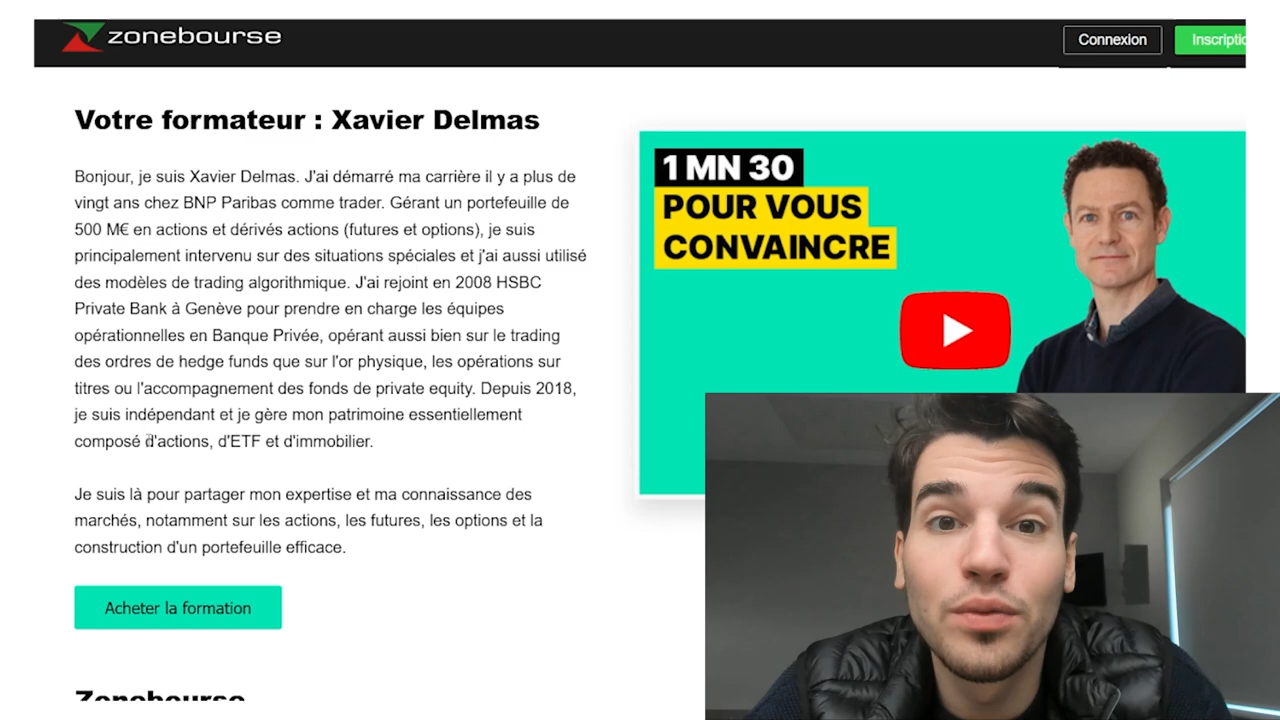 zonebourse
Connexion
Inscriptio
Votre formateur : Xavier Delmas
Bonjour, je suis Xavier Delmas. J'ai démarré ma carrière il y a plus de
vingt ans chez BNP Paribas comme trader. Gérant un portefeuille de
500 M€ en actions et dérivés actions (futures et options), je suis
principalement intervenu sur des situations spéciales et j'ai aussi utilisé
des modèles de trading algorithmique. J'ai rejoint en 2008 HSBC
Private Bank à Genève pour prendre en charge les équipes
opérationnelles en Banque Privée, opérant aussi bien sur le trading
des ordres de hedge funds que sur l'or physique, les opérations sur
titres ou l'accompagnement des fonds de private equity. Depuis 2018,
je suis indépendant et je gère mon patrimoine essentiellement
composé d'actions, d'ETF et d'immobilier.
Je suis là pour partager mon expertise et ma connaissance des
marchés, notamment sur les actions, les futures, les options et la
construction d'un portefeuille efficace.
Acheter la formation
Zonebourse
1 MN 30
POUR VOUS
CONVAINCRE